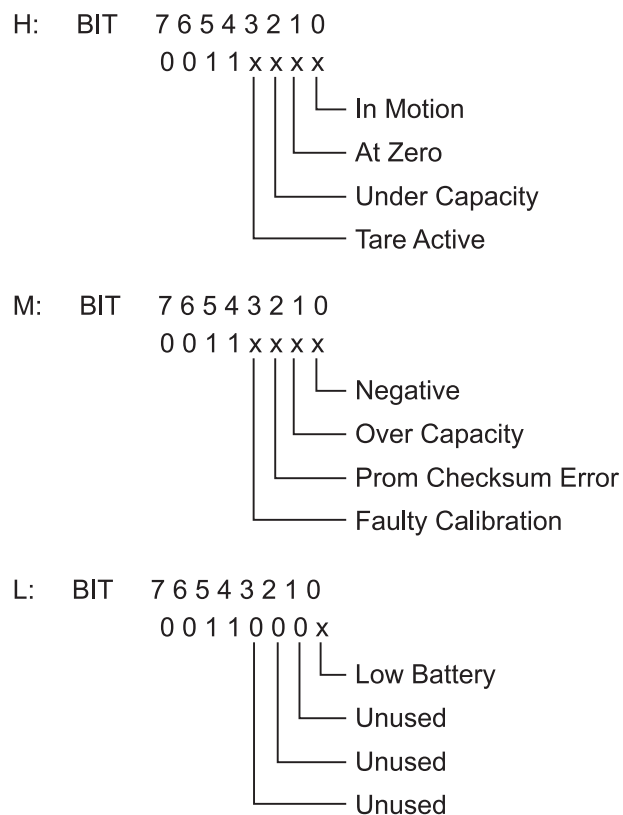 H: BIT 7 6 5 4 3 2 1 0
0 0 1 1 x x x x
In Motion
At Zero
Under Capacity
Tare Active
M: BIT 7 6 5 4 3 2 1 0
0 0 1 1 x x x x
Negative
Over Capacity
Prom Checksum Error
Faulty Calibration
L: BIT 7 6 5 4 3 2 1 0
0 0 1 1 0 0 0 x
Low Battery
Unused
Unused
Unused